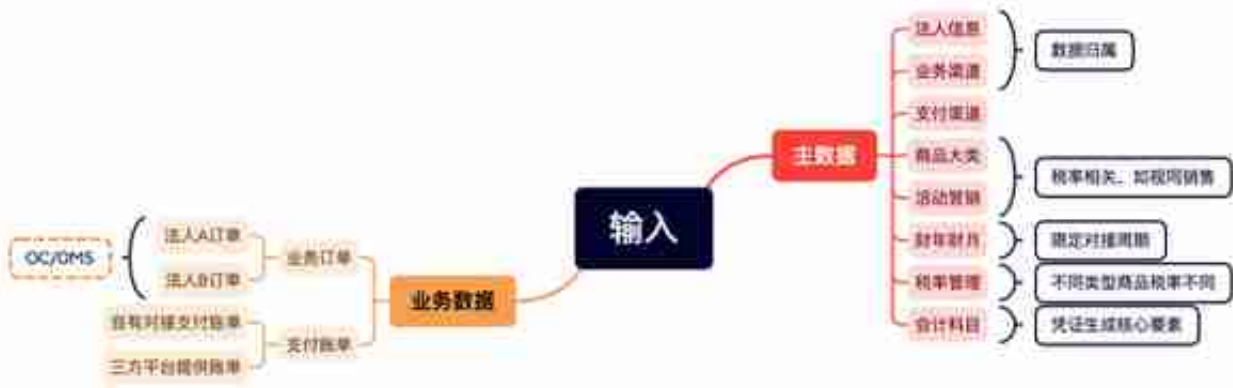 输入
主数据
法人信息
业务渠道
数据归属
支付渠道
商品大类
活动营销
税率相关，如视同销售
财年财月
限定对接周期
税率管理
不同类型商品税率不同
会计科目
凭证生成核心要素
业务数据
业务订单
法人A订单
法人B订单
OC/OMS
支付账单
自有对接支付账单
三方平台提供账单